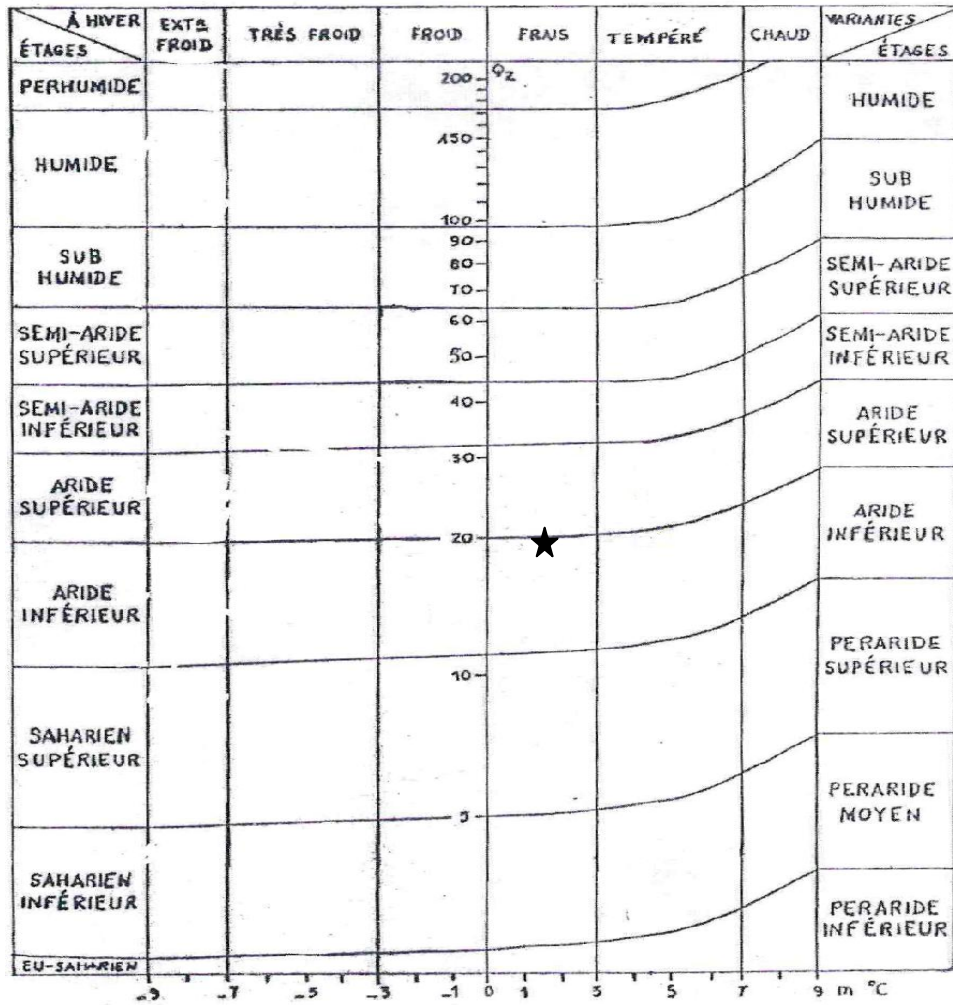 À HIVER
ÉTAGES
EXTR
FROID
TRÈS FROID
FROID
FRAIS
TEMPÉRÉ
CHAUD
VARIANTES
ÉTAGES
PERHUMIDE
HUMIDE
SUB
HUMIDE
SEMI-ARIDE
SUPÉRIEUR
SEMI-ARIDE
INFÉRIEUR
ARIDE
SUPÉRIEUR
ARIDE
INFÉRIEUR
SAHARIEN
SUPÉRIEUR
SAHARIEN
INFÉRIEUR
EU-SAHARIEN
200 Q2
150
100
90
80
70
60
50
40
30
20
10
5
HUMIDE
SUB
HUMIDE
SEMI-ARIDE
SUPÉRIEUR
SEMI-ARIDE
INFÉRIEUR
ARIDE
SUPÉRIEUR
ARIDE
INFÉRIEUR
PERARIDE
SUPÉRIEUR
PERARIDE
MOYEN
PERARIDE
INFÉRIEUR
-9 -7 -5 -3 -1 0 1 3 5 7 9 m °C